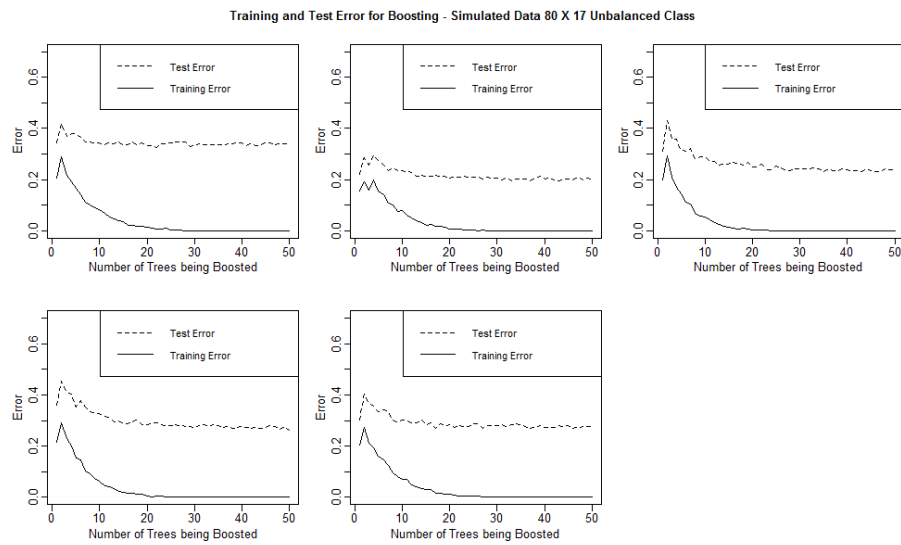 Training and Test Error for Boosting - Simulated Data 80 X 17 Unbalanced Class
Test Error
Training Error
Error
0.0 0.2 0.4 0.6
0 10 20 30 40 50
Number of Trees being Boosted
Test Error
Training Error
Error
0.0 0.2 0.4 0.6
0 10 20 30 40 50
Number of Trees being Boosted
Test Error
Training Error
Error
0.0 0.2 0.4 0.6
0 10 20 30 40 50
Number of Trees being Boosted
Test Error
Training Error
Error
0.0 0.2 0.4 0.6
0 10 20 30 40 50
Number of Trees being Boosted
Test Error
Training Error
Error
0.0 0.2 0.4 0.6
0 10 20 30 40 50
Number of Trees being Boosted